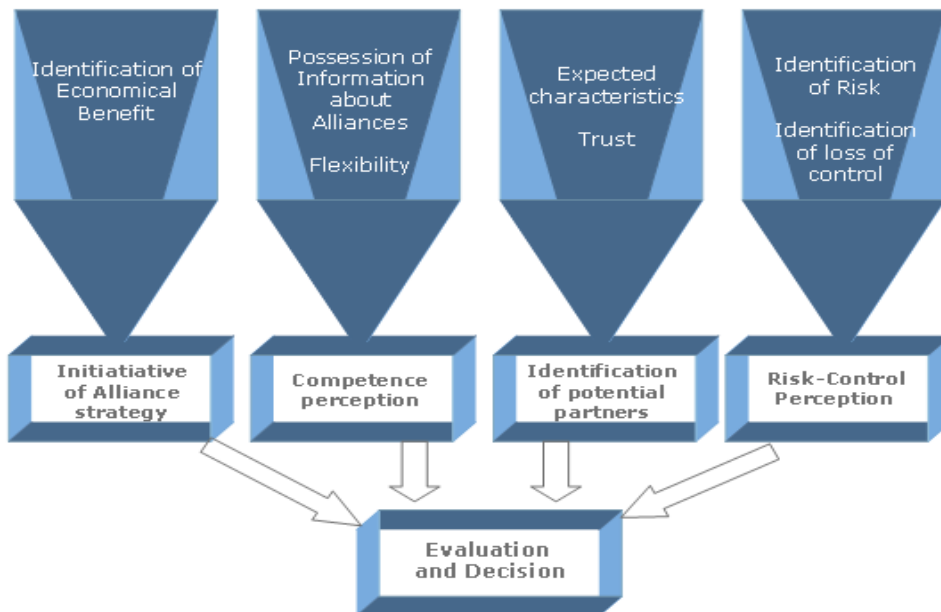 Identification of
Economical
Benefit
Possession of
Information
about
Alliances
Flexibility
Expected
characteristics
Trust
Identification
of Risk
Identification
of loss of
control
Initiatiative
of Alliance
strategy
Competence
perception
Identification
of potential
partners
Risk-Control
Perception
Evaluation
and Decision